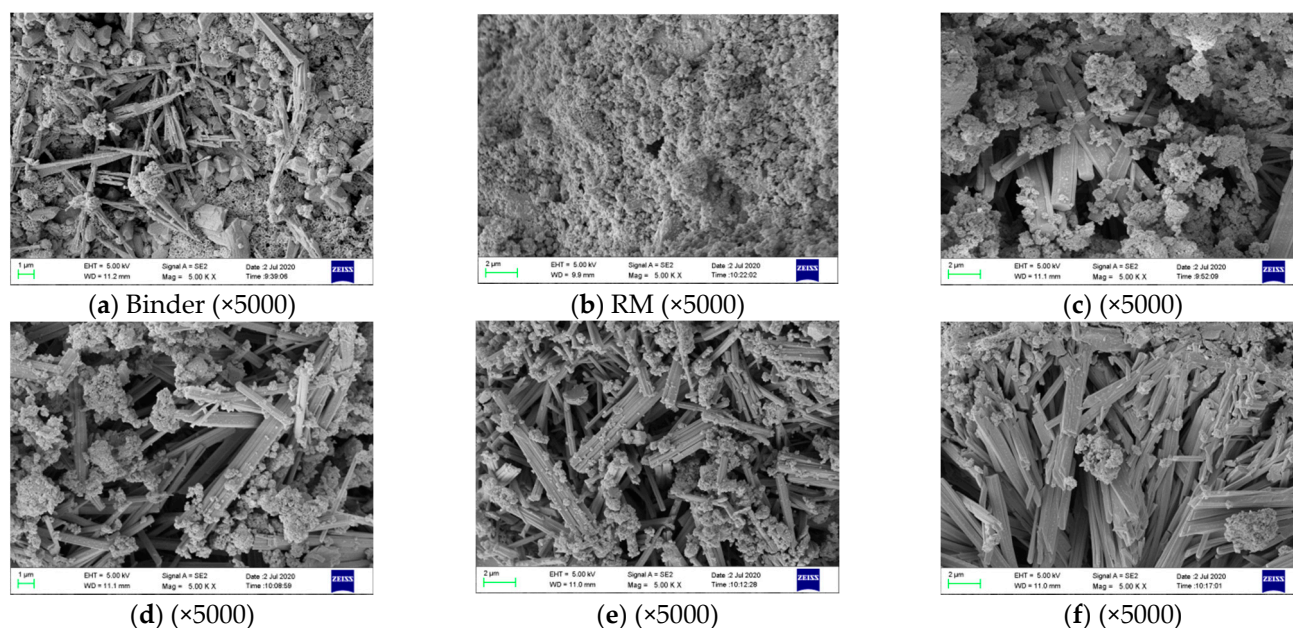 1 μm
EHT = 5.00 kV Signal A = SE2 Date :2 Jul 2020
WD = 11.2 mm Mag = 5.00 K X Time :9:39:06
ZEISS
2 μm
EHT = 5.00 kV Signal A = SE2 Date :2 Jul 2020
WD = 9.9 mm Mag = 5.00 K X Time :10:22:02
ZEISS
2 μm
EHT = 5.00 kV Signal A = SE2 Date :2 Jul 2020
WD = 11.1 mm Mag = 5.00 K X Time :9:52:09
ZEISS
(a) Binder (×5000)
(b) RM (×5000)
(c) (×5000)
1 μm
EHT = 5.00 kV Signal A = SE2 Date :2 Jul 2020
WD = 11.1 mm Mag = 5.00 K X Time :10:08:59
ZEISS
2 μm
EHT = 5.00 kV Signal A = SE2 Date :2 Jul 2020
WD = 11.0 mm Mag = 5.00 K X Time :10:12:28
ZEISS
2 μm
EHT = 5.00 kV Signal A = SE2 Date :2 Jul 2020
WD = 11.0 mm Mag = 5.00 K X Time :10:17:01
ZEISS
(d) (×5000)
(e) (×5000)
(f) (×5000)